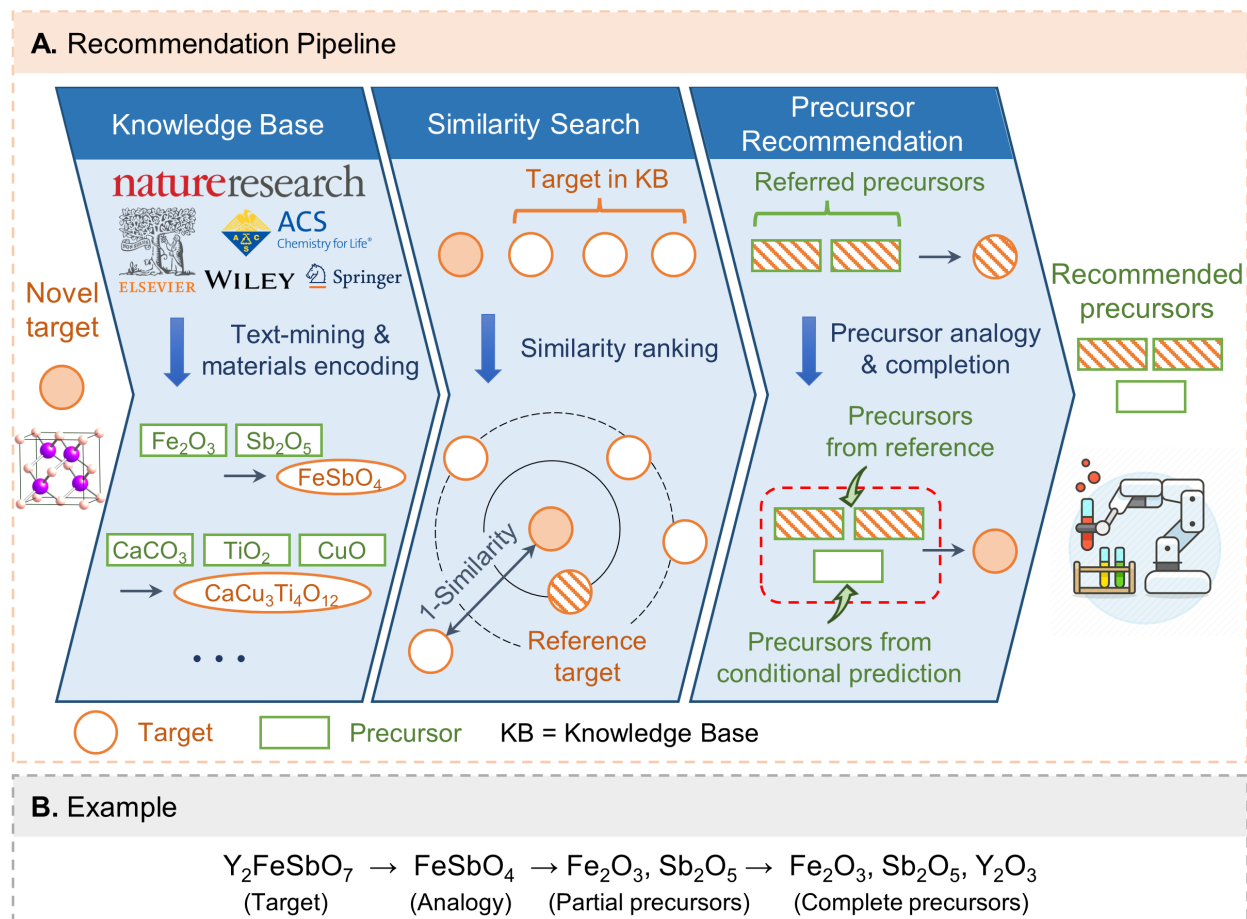 A. Recommendation Pipeline
Knowledge Base
natureresearch
ELSEVIER
ACS
Chemistry for Life®
A C S
WILEY
Springer
Novel
target
Text-mining &
materials encoding
Fe₂O₃ Sb₂O₅
FeSbO₄
CaCO₃ TiO₂ CuO
CaCu₃Ti₄O₁₂
• • •
Similarity Search
Target in KB
Similarity ranking
1-Similarity
Reference
target
Precursor
Recommendation
Referred precursors
Precursor analogy
& completion
Precursors
from reference
Precursors from
conditional prediction
Recommended
precursors
Target
Precursor
KB = Knowledge Base
B. Example
Y₂FeSbO₇ → FeSbO₄ → Fe₂O₃, Sb₂O₅ → Fe₂O₃, Sb₂O₅, Y₂O₃
(Target) (Analogy) (Partial precursors) (Complete precursors)